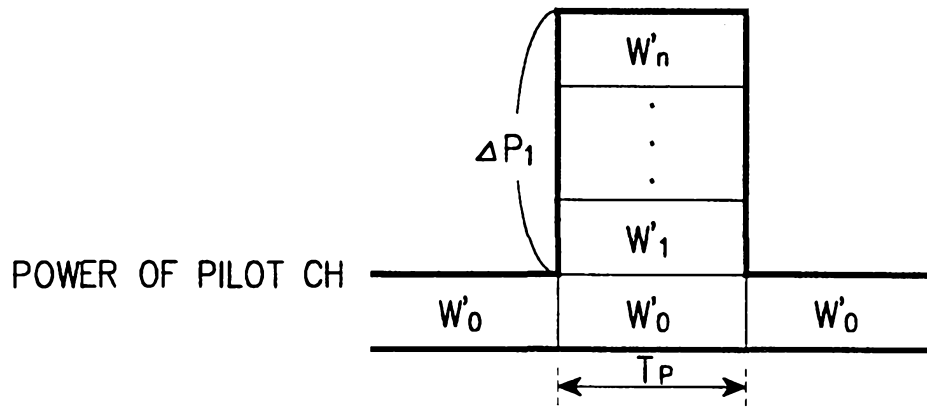 W'n
.
.
.
ΔP1
W'1
POWER OF PILOT CH
W'0 W'0 W'0
TP